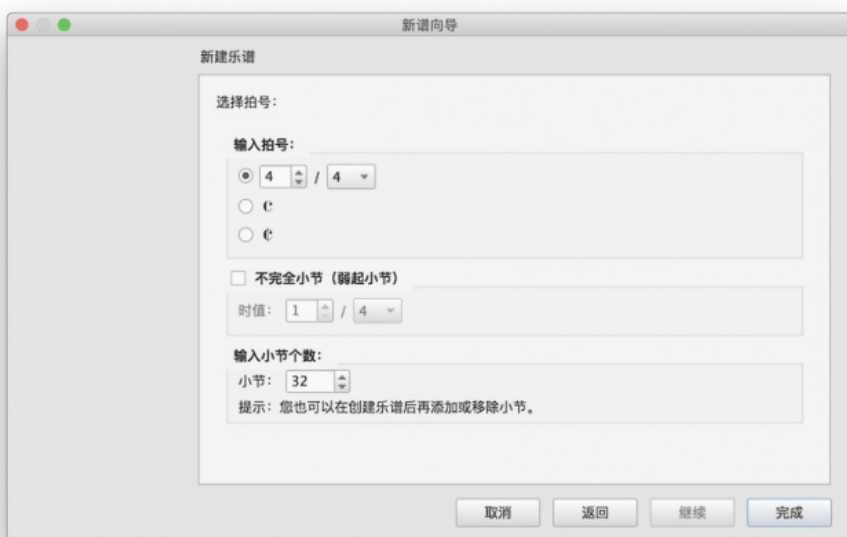 新谱向导
新建乐谱
选择拍号：
输入拍号：
4 / 4
𝄴
𝄵
不完全小节（弱起小节）
时值： 1 / 4
输入小节个数：
小节： 32
提示：您也可以在创建乐谱后再添加或移除小节。
取消 返回 继续 完成